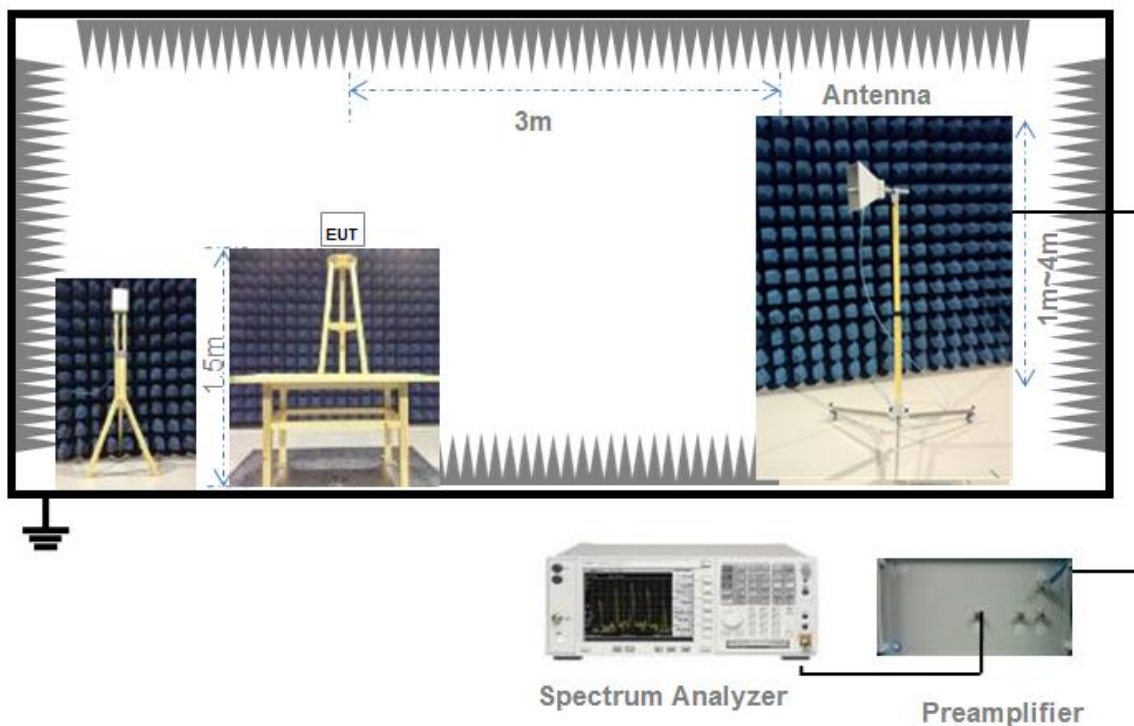 Antenna
3m
EUT
1.5m
1m~4m
Spectrum Analyzer
Preamplifier